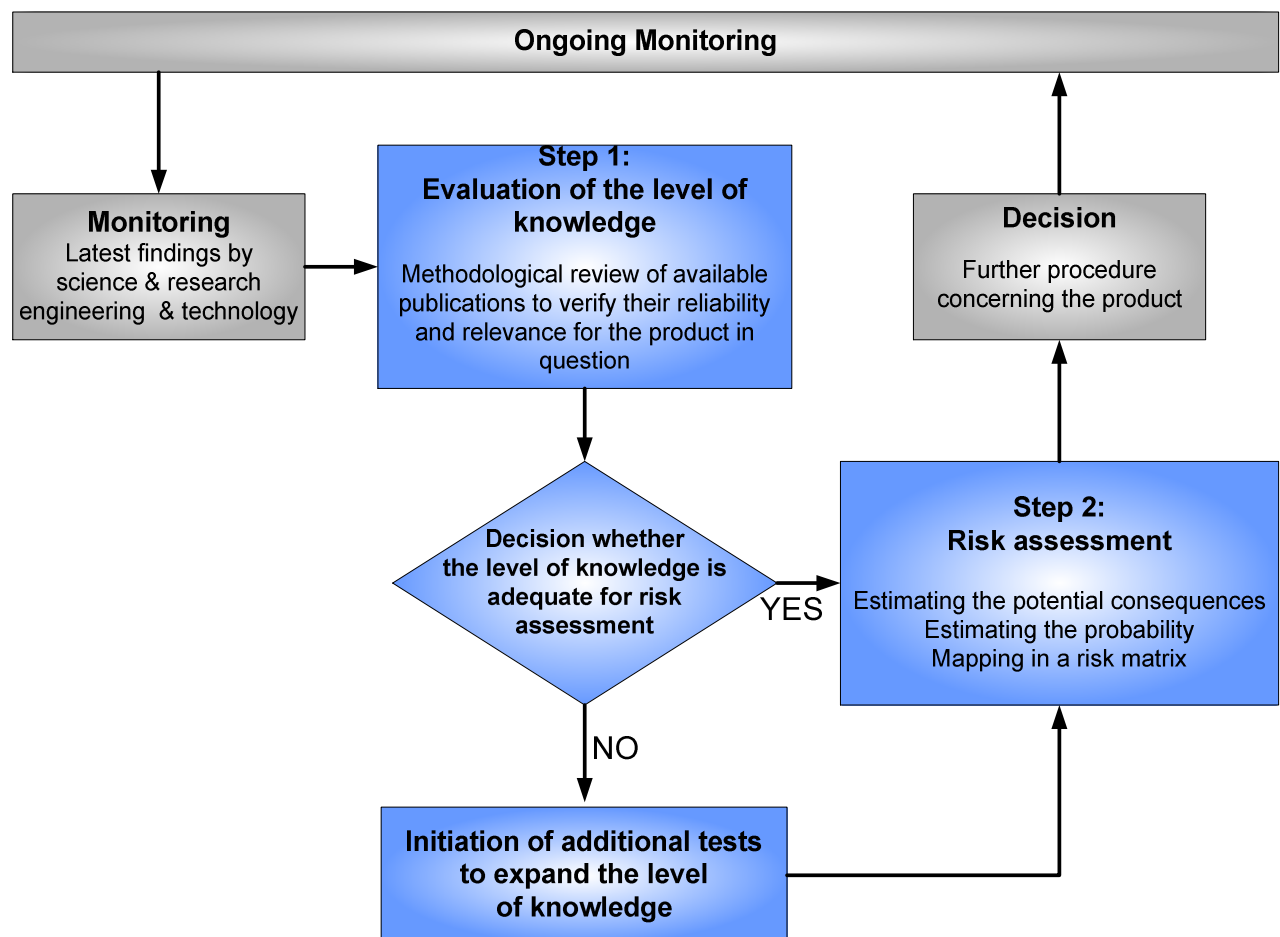 Ongoing Monitoring
Monitoring
Latest findings by
science & research
engineering & technology
Step 1:
Evaluation of the level of
knowledge
Methodological review of available
publications to verify their reliability
and relevance for the product in
question
Decision whether
the level of knowledge is
adequate for risk
assessment
YES
NO
Initiation of additional tests
to expand the level
of knowledge
Step 2:
Risk assessment
Estimating the potential consequences
Estimating the probability
Mapping in a risk matrix
Decision
Further procedure
concerning the product